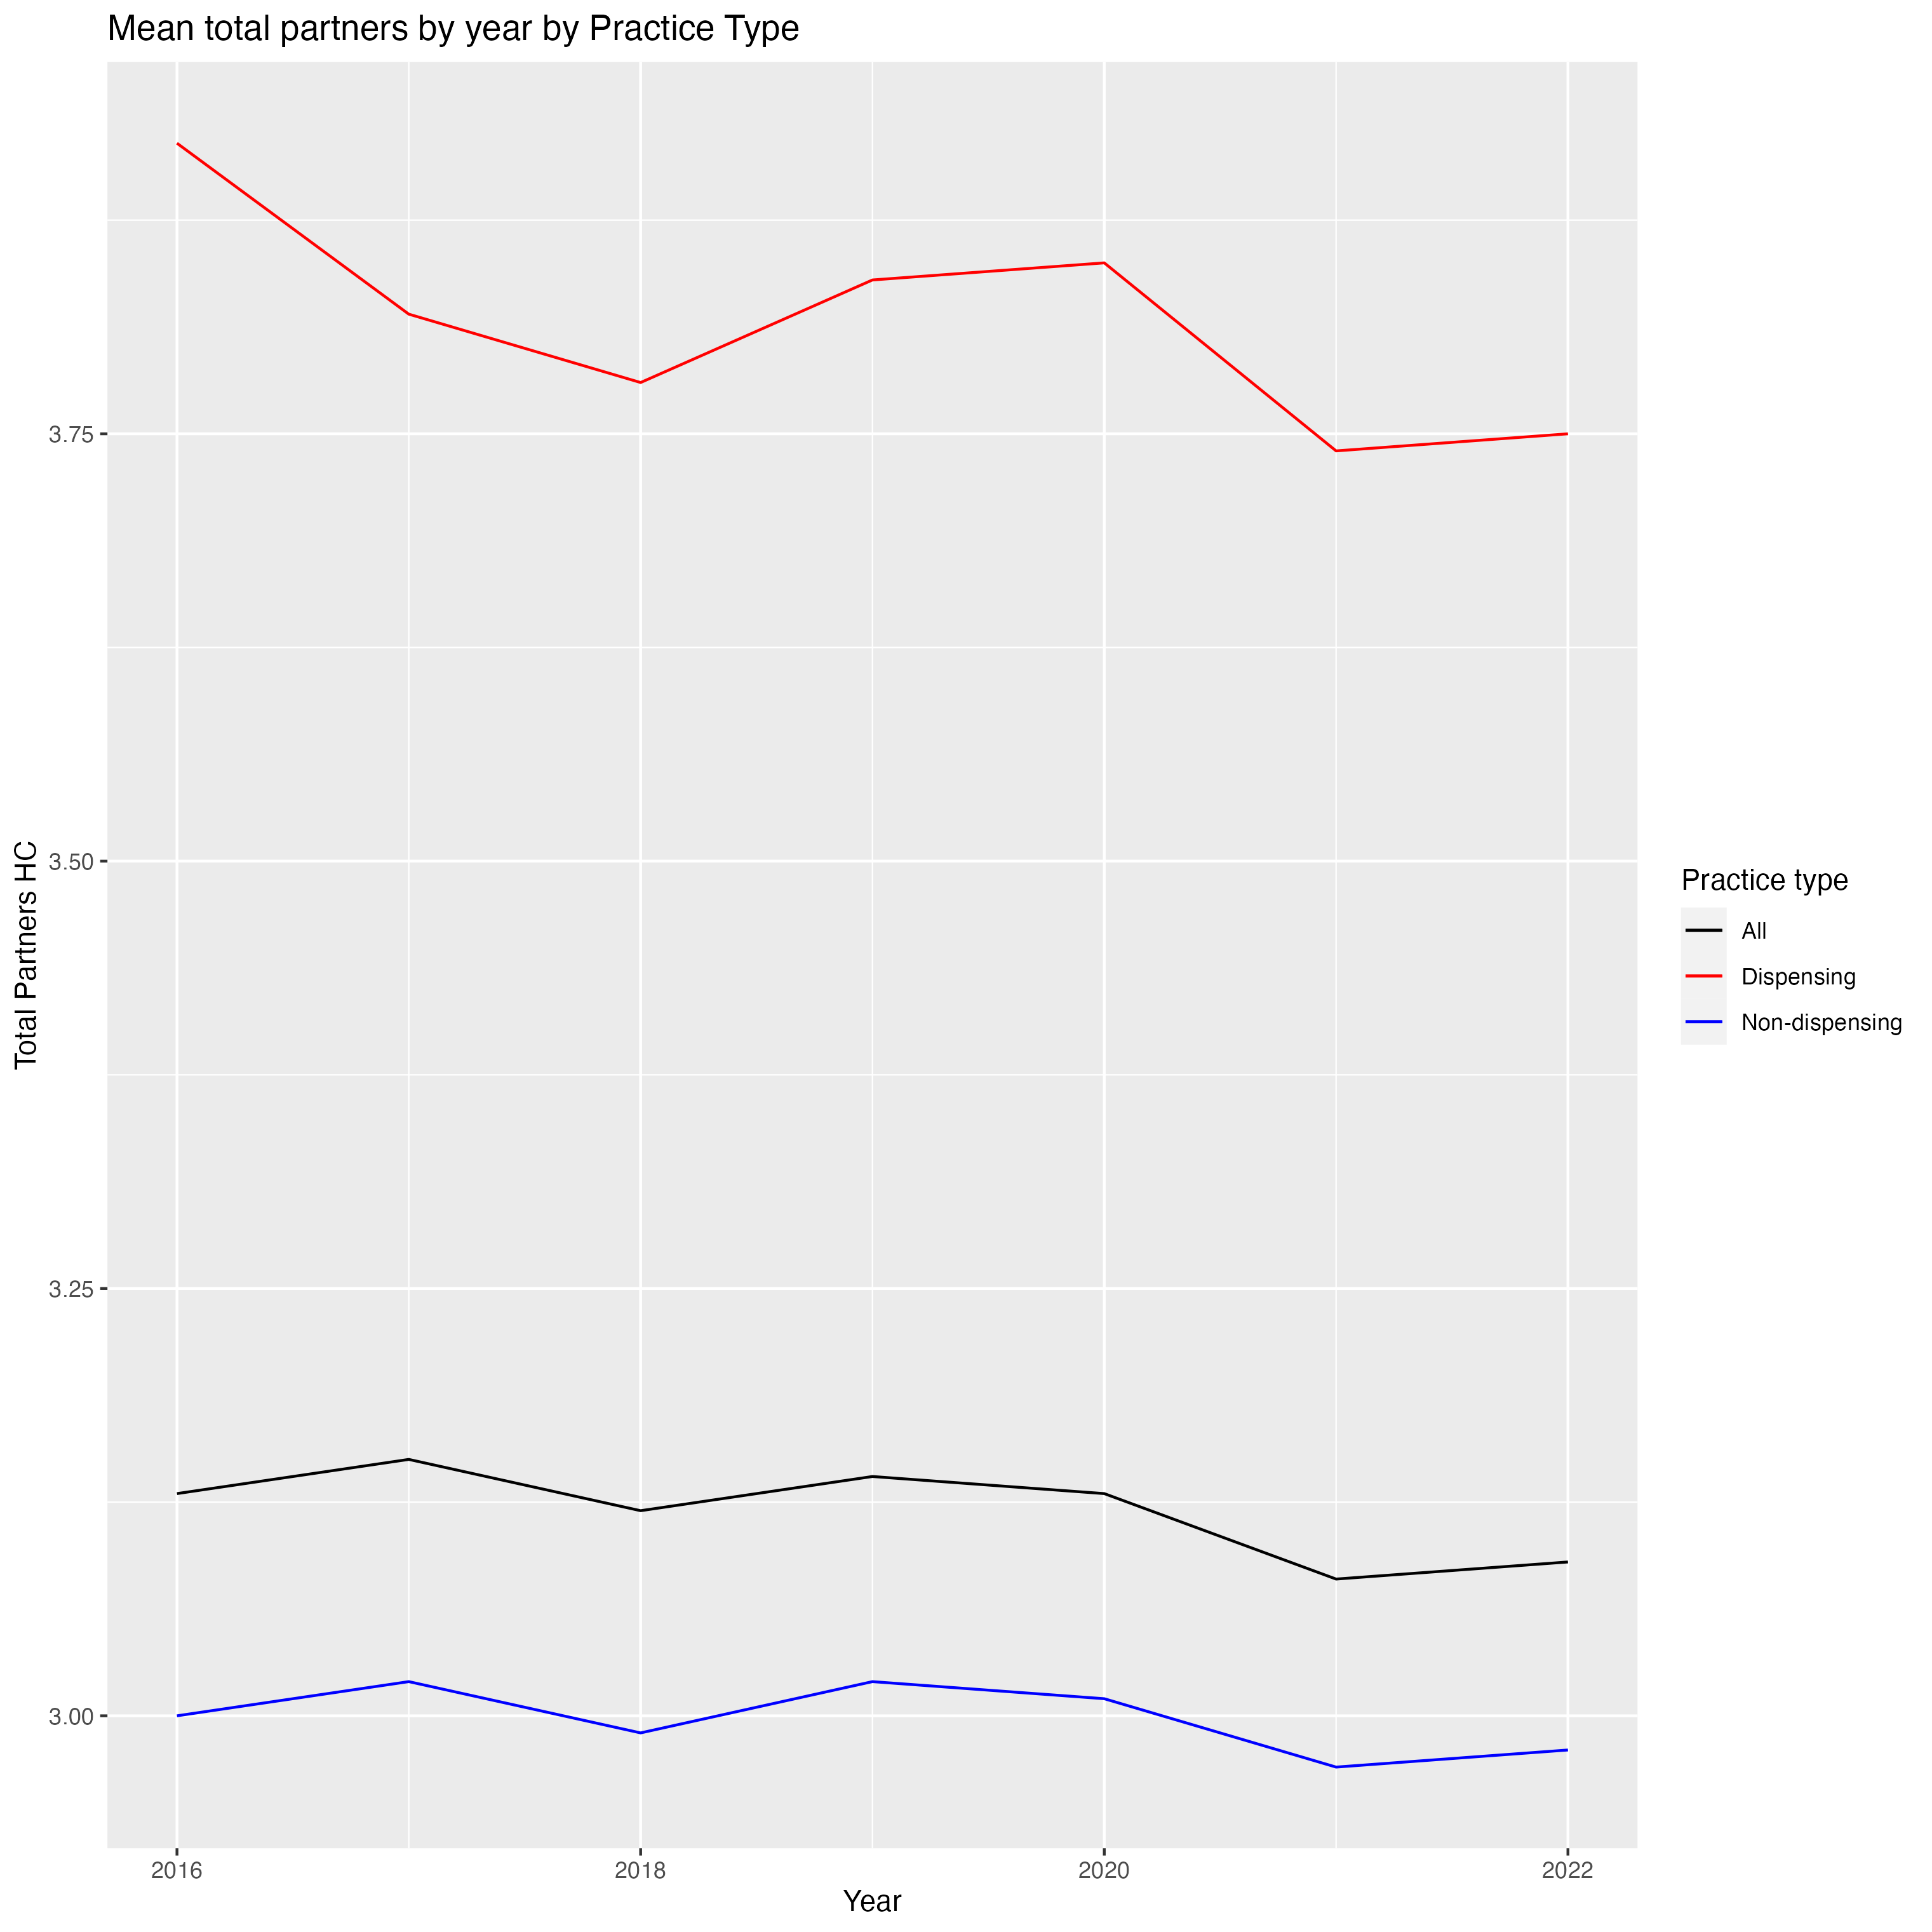 Mean total partners by year by Practice Type
Total Partners HC
3.75
3.50
3.25
3.00
2016
2018
2020
2022
Year
Practice type
All
Dispensing
Non-dispensing